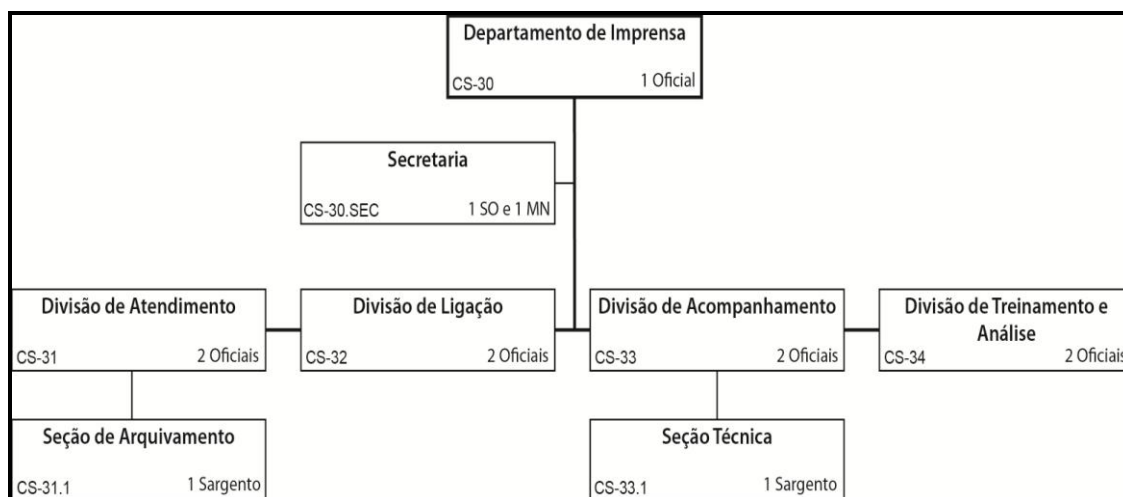 Departamento de Imprensa
CS-30 1 Oficial
Secretaria
CS-30.SEC 1 SO e 1 MN
Divisão de Atendimento
CS-31 2 Oficiais
Divisão de Ligação
CS-32 2 Oficiais
Divisão de Acompanhamento
CS-33 2 Oficiais
Divisão de Treinamento e
Análise
CS-34 2 Oficiais
Seção de Arquivamento
CS-31.1 1 Sargento
Seção Técnica
CS-33.1 1 Sargento